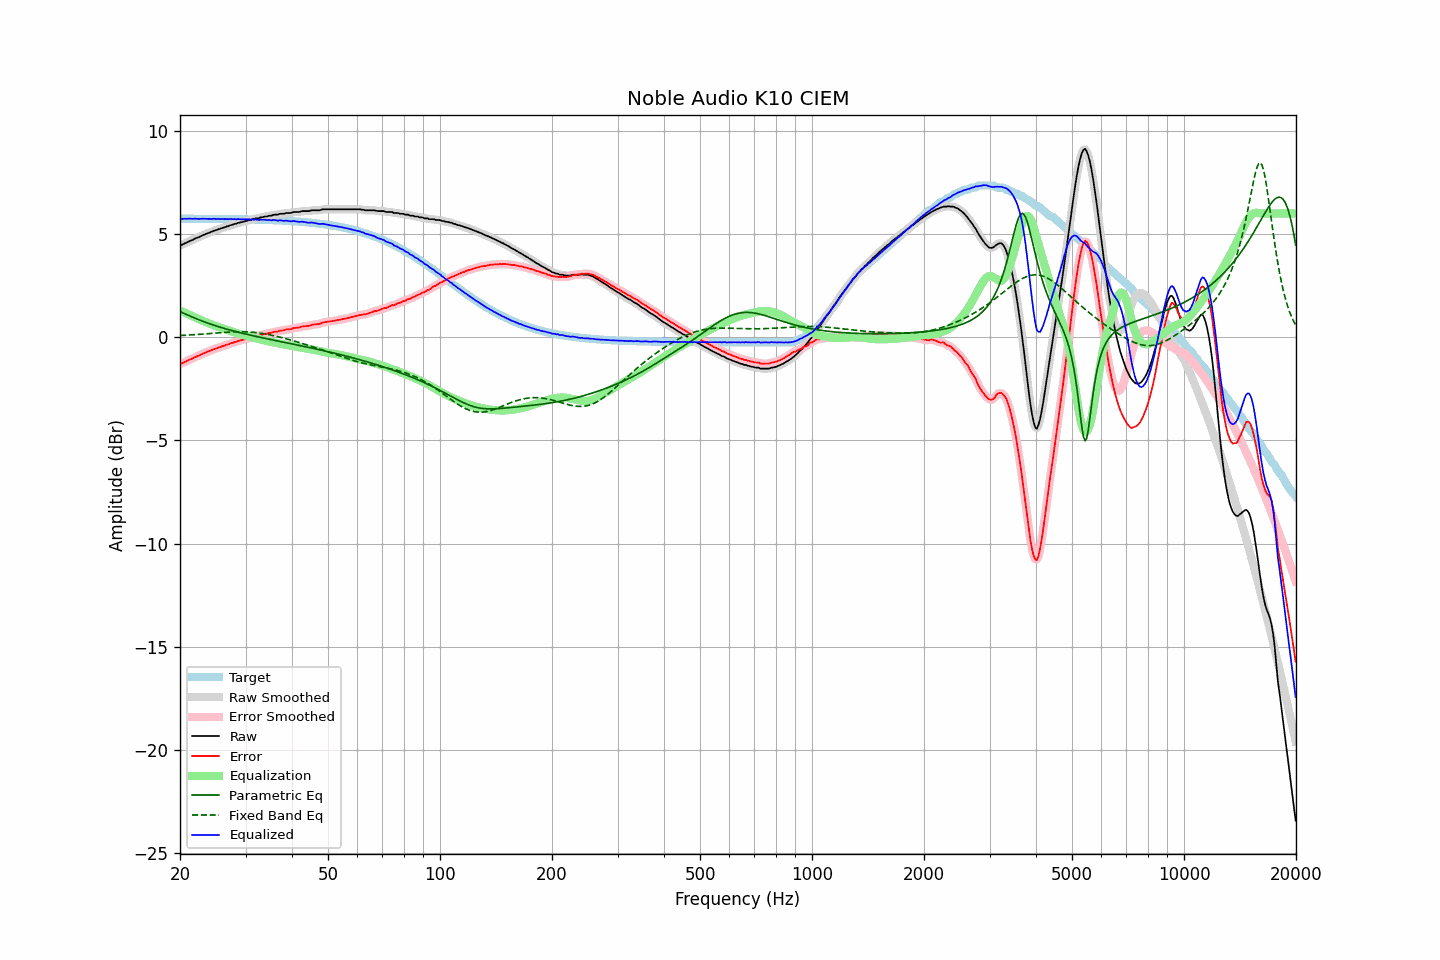 Noble Audio K10 CIEM
Amplitude (dBr)
10
5
0
−5
−10
−15
−20
−25
Target
Raw Smoothed
Error Smoothed
Raw
Error
Equalization
Parametric Eq
Fixed Band Eq
Equalized
20 50 100 200 500 1000 2000 5000 10000 20000
Frequency (Hz)